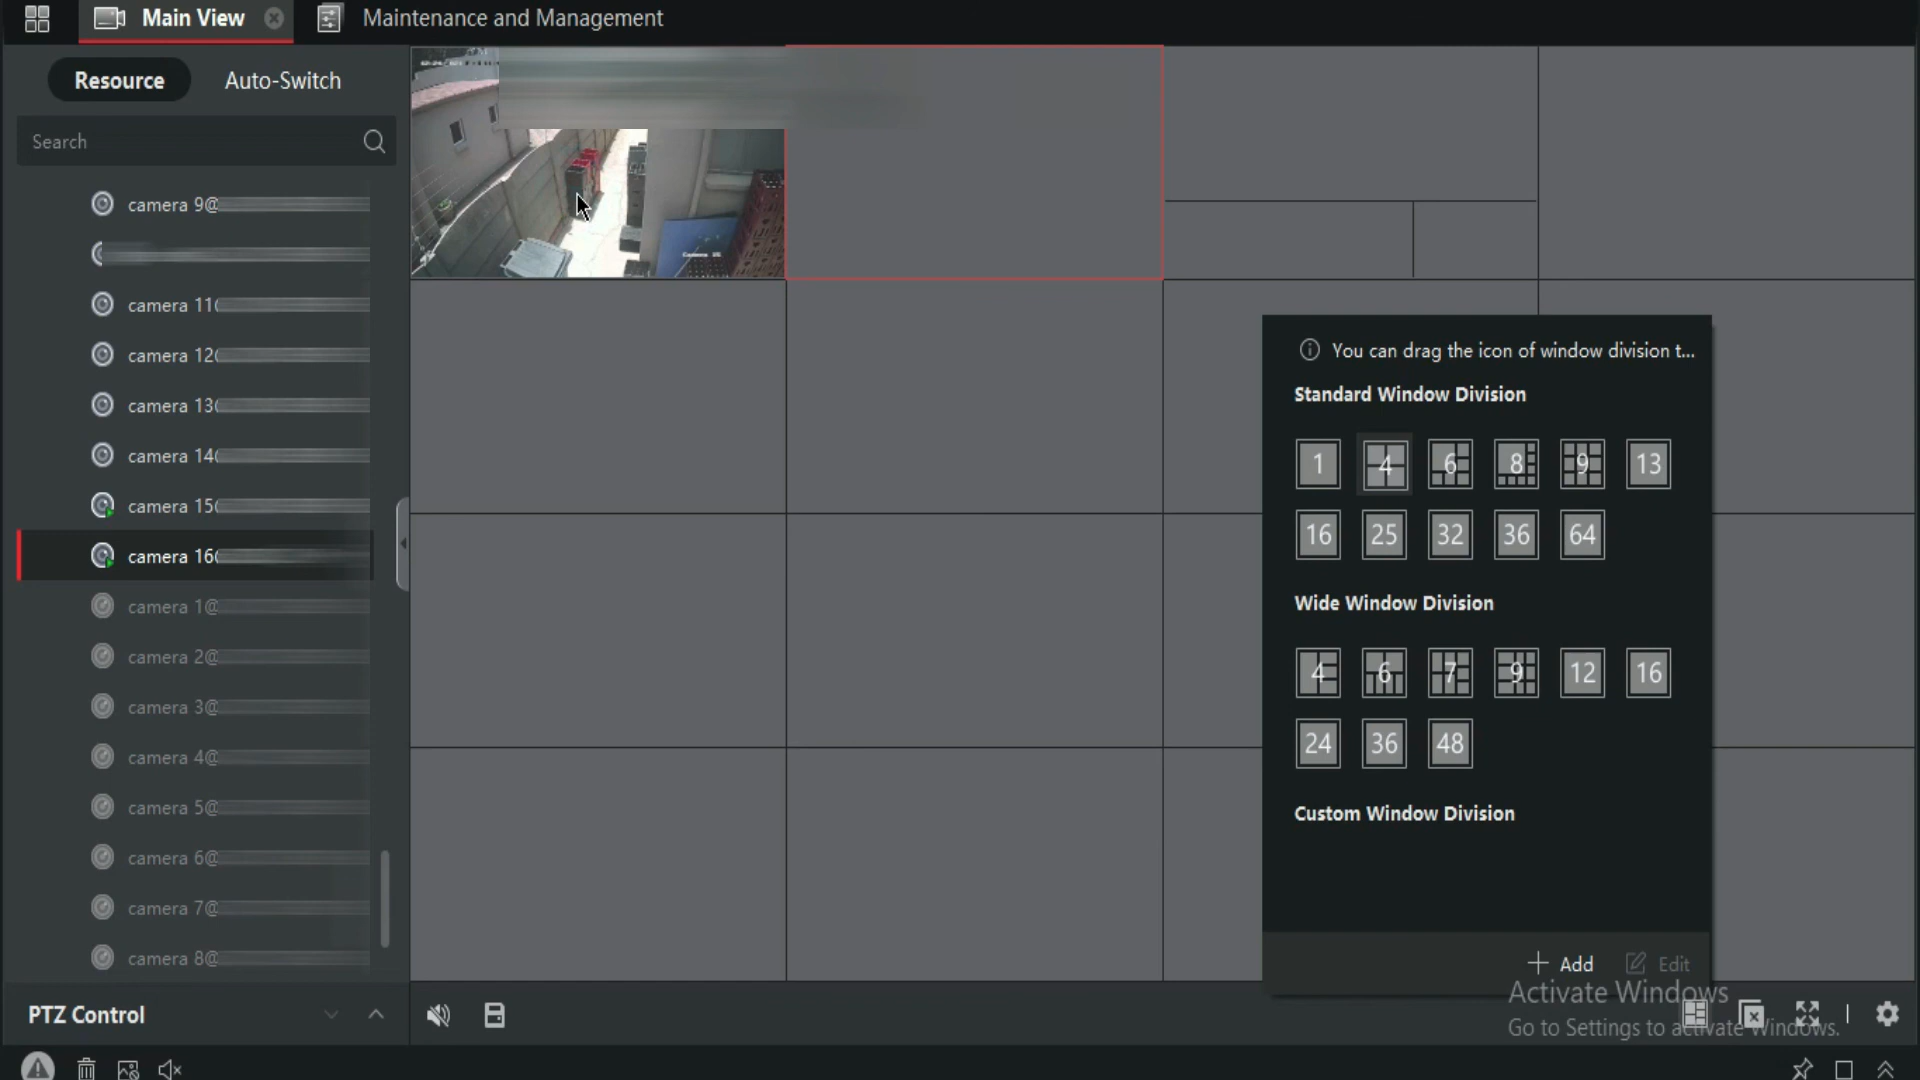 Main View
Maintenance and Management
Resource
Auto-Switch
Search
camera 9@
camera 11(
camera 12(
camera 13(
camera 14(
camera 15(
camera 16(
camera 1@
camera 2@
camera 3@
camera 4@
camera 5@
camera 6@
camera 7@
camera 8@
PTZ Control
You can drag the icon of window division t...
Standard Window Division
1 4 6 8 9 13
16 25 32 36 64
Wide Window Division
4 6 7 9 12 16
24 36 48
Custom Window Division
Add
Edit
Activate Windows
Go to Settings to activate Windows.